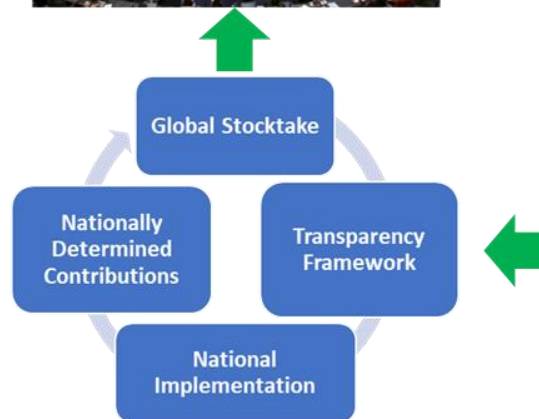 Global Stocktake
Nationally
Determined
Contributions
Transparency
Framework
National
Implementation